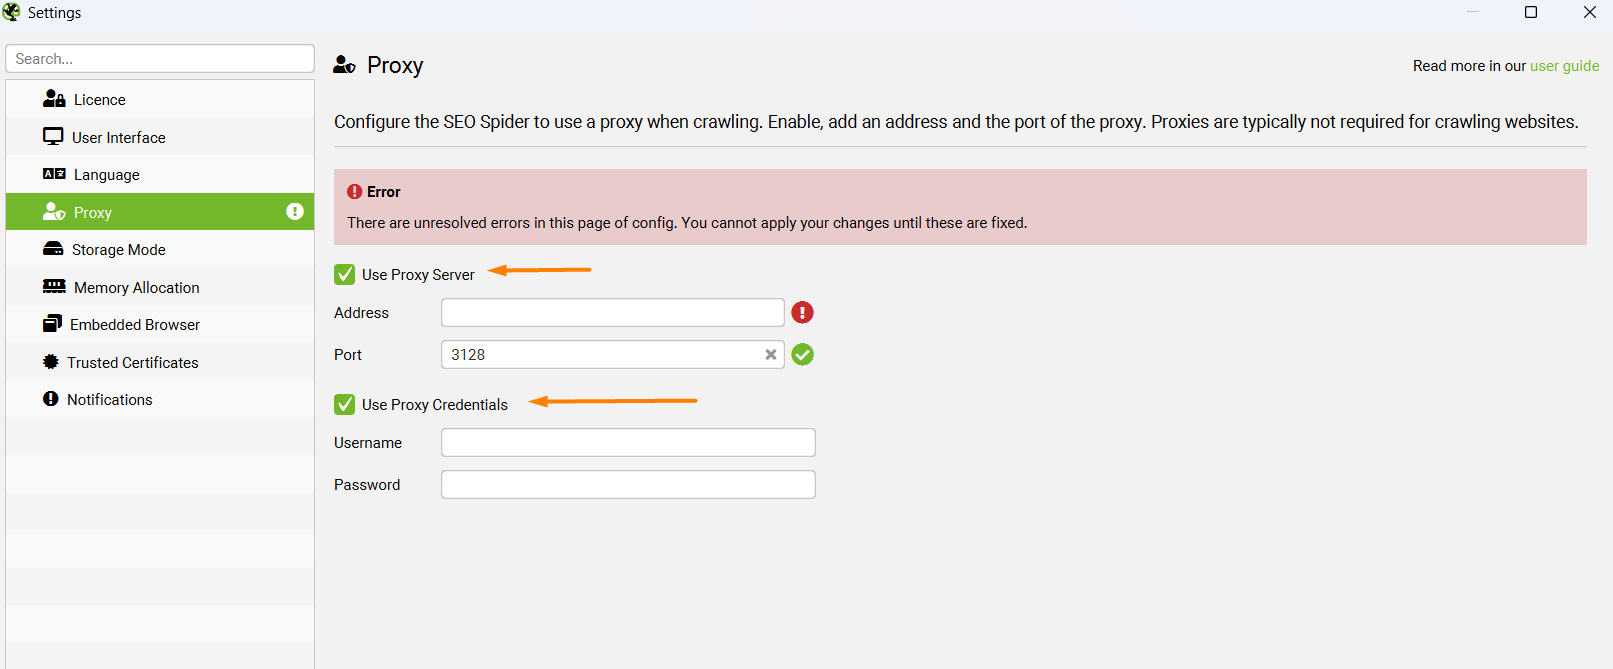 Settings
Search...
Licence
User Interface
Language
Proxy
Storage Mode
Memory Allocation
Embedded Browser
Trusted Certificates
Notifications
Proxy
Read more in our user guide
Configure the SEO Spider to use a proxy when crawling. Enable, add an address and the port of the proxy. Proxies are typically not required for crawling websites.
Error
There are unresolved errors in this page of config. You cannot apply your changes until these are fixed.
Use Proxy Server
Address
Port 3128
Use Proxy Credentials
Username
Password